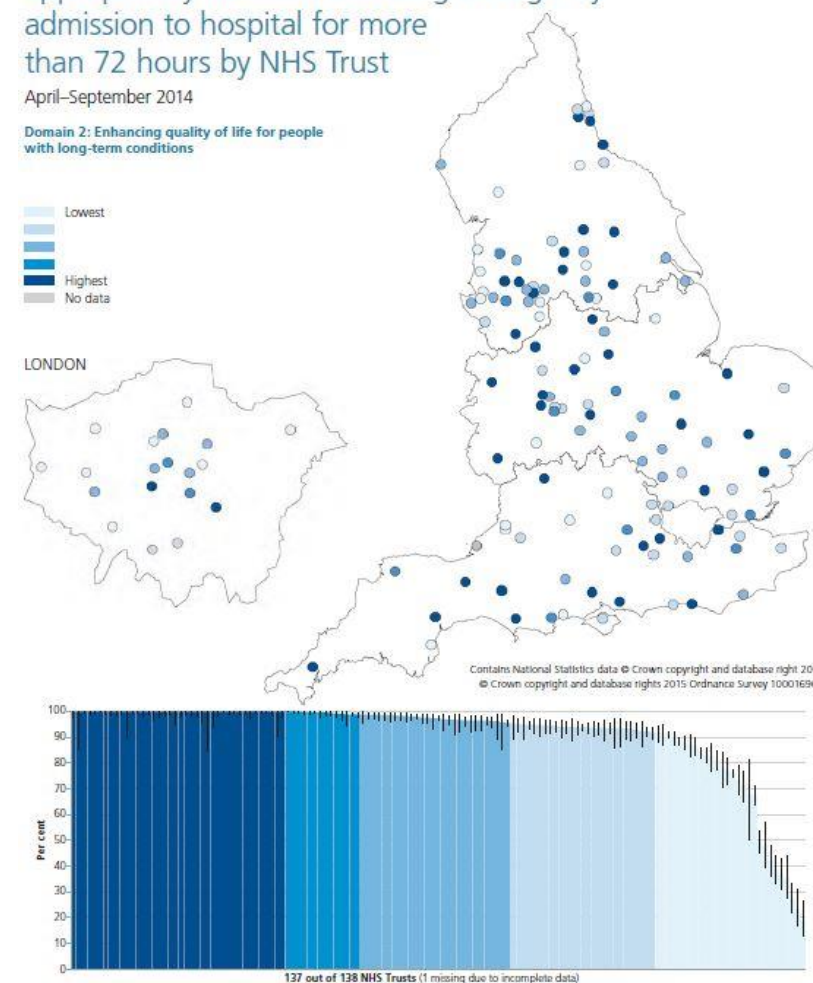 admission to hospital for more
than 72 hours by NHS Trust
April–September 2014
Domain 2: Enhancing quality of life for people
with long-term conditions
Lowest
Highest
No data
LONDON
Contains National Statistics data © Crown copyright and database right 20
© Crown copyright and database rights 2015 Ordnance Survey 1000169
100
90
80
70
60
50
40
30
20
10
0
Per cent
137 out of 138 NHS Trusts (1 missing due to incomplete data)